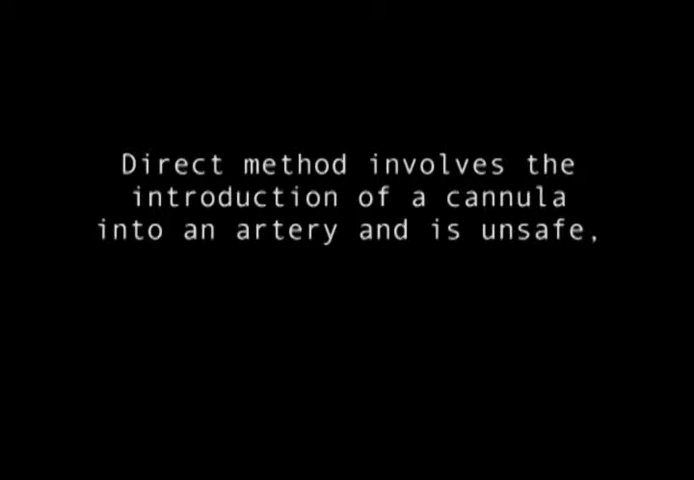 Direct method involves the
introduction of a cannula
into an artery and is unsafe,